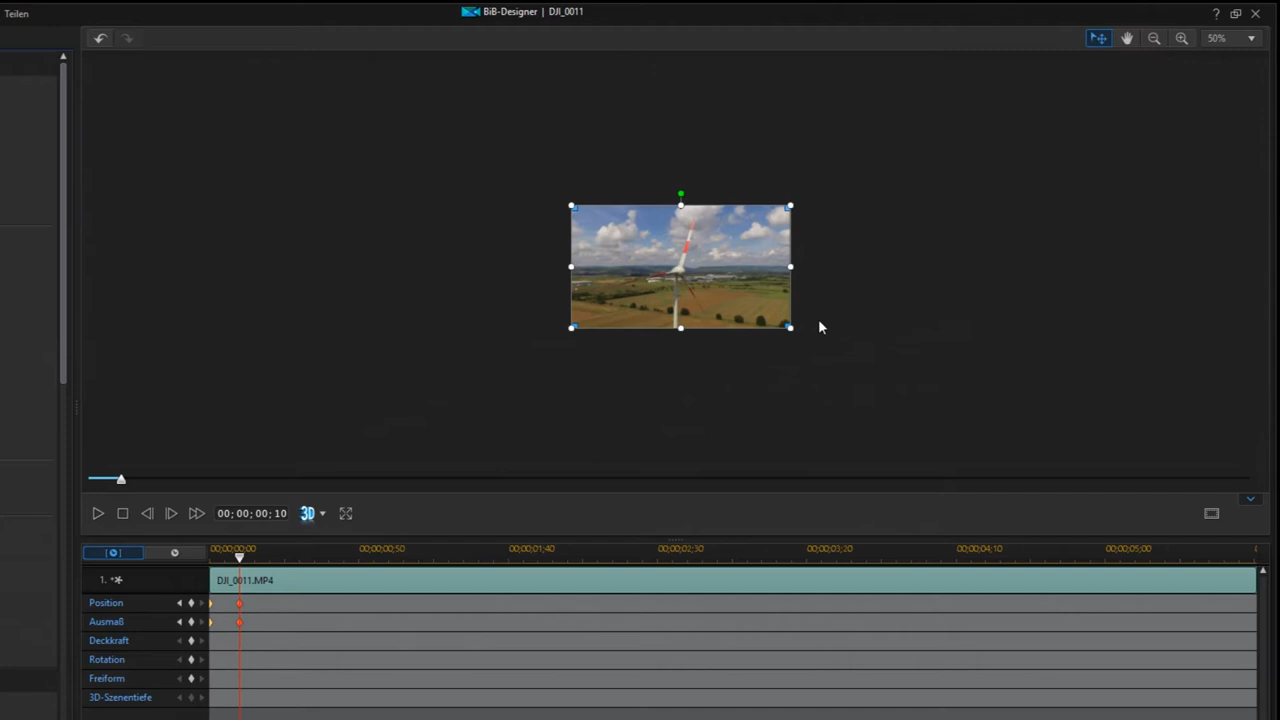 Teilen
BiB-Designer | DJI_0011
?
50%
00; 00; 00; 10
3D
00;00;00;00
00;00;00;50
00;00;01;40
00;00;02;30
00;00;03;20
00;00;04;10
00;00;05;00
1.
DJI_0011.MP4
Position
Ausmaß
Deckkraft
Rotation
Freiform
3D-Szenentiefe